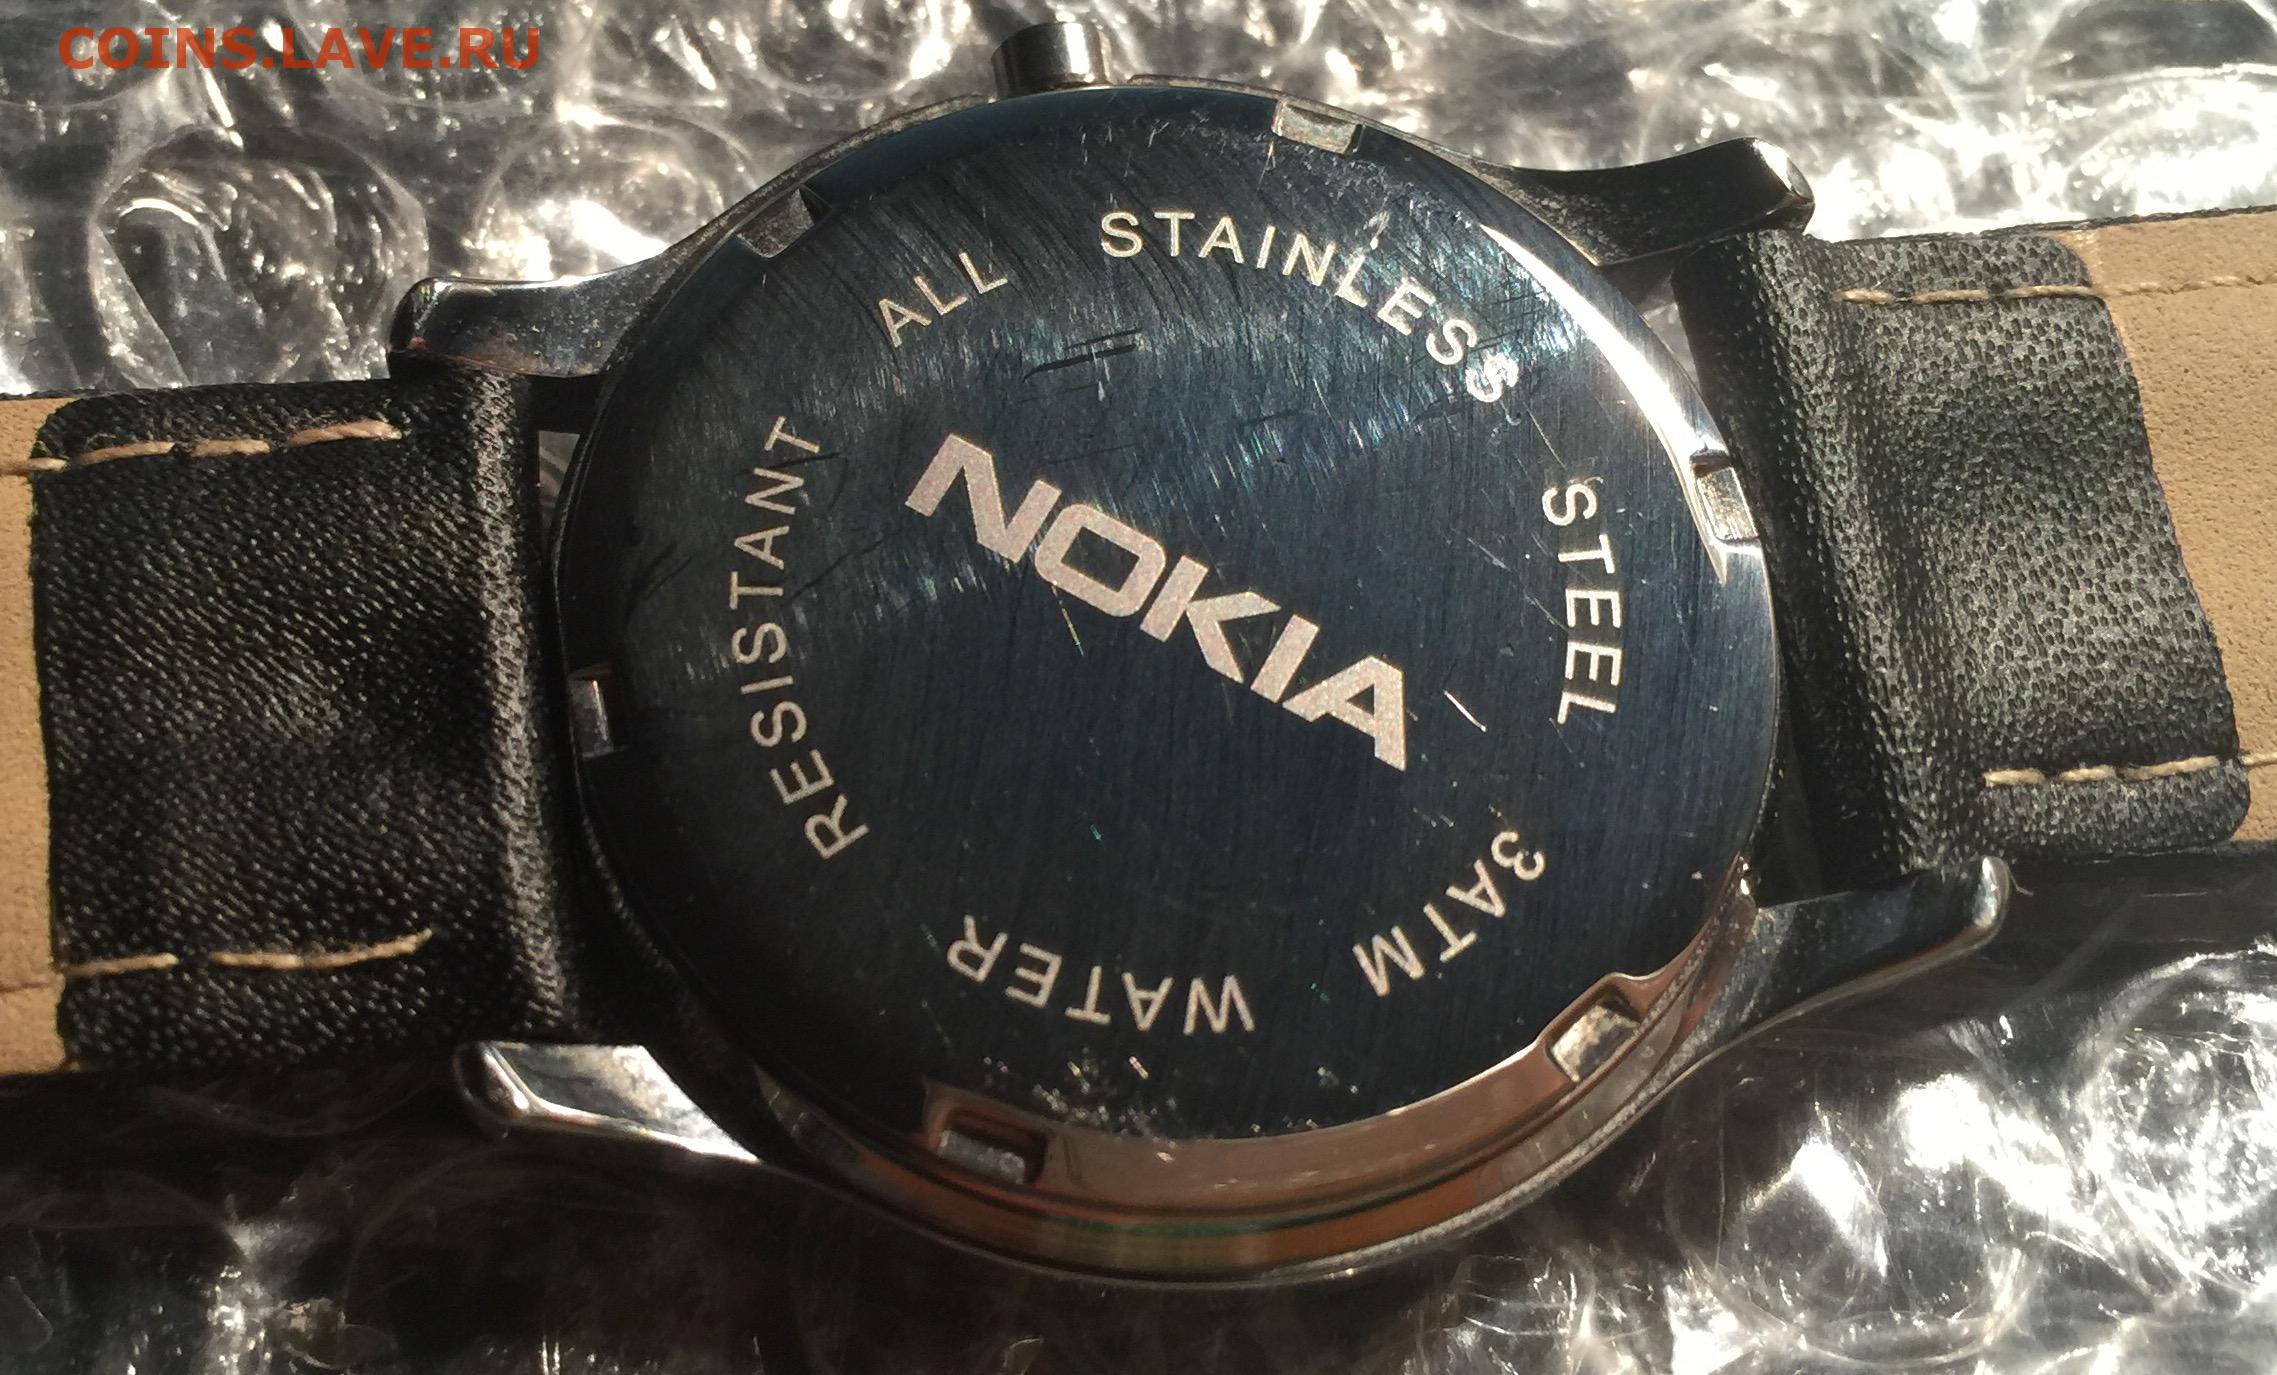 COINS.LAVE.RU
ALL STAINLESS STEEL 3ATM WATER RESISTANT
NOKIA